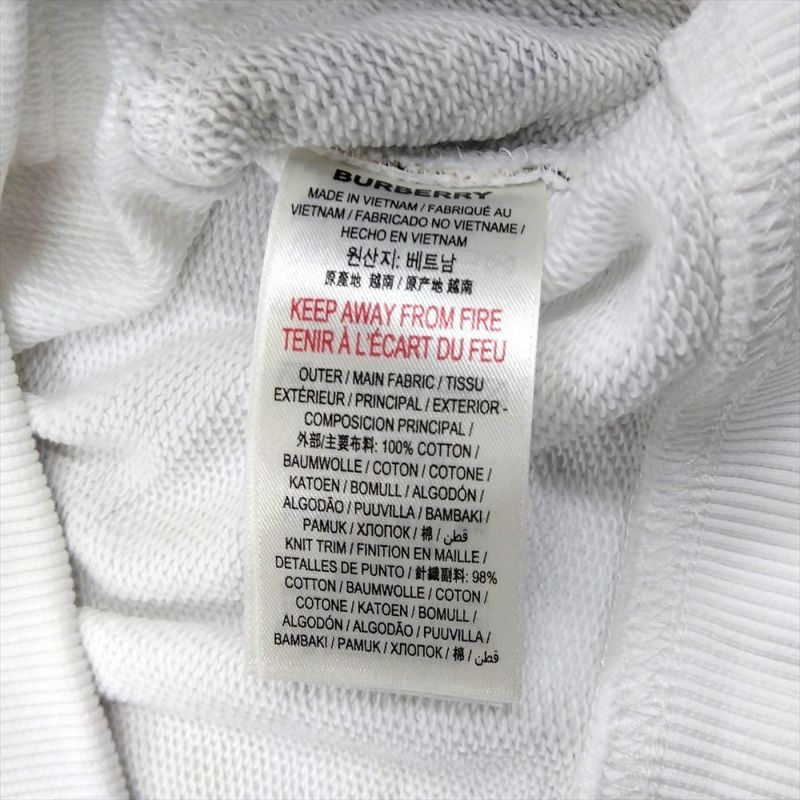 BURBERRY
MADE IN VIETNAM / FABRIQUÉ AU
VIETNAM / FABRICADO NO VIETNAME /
HECHO EN VIETNAM
원산지: 베트남
原產地 越南 / 原产地 越南
KEEP AWAY FROM FIRE
TENIR À L'ÉCART DU FEU
OUTER / MAIN FABRIC / TISSU
EXTÉRIEUR / PRINCIPAL / EXTERIOR -
COMPOSICION PRINCIPAL /
外部/主要布料: 100% COTTON /
BAUMWOLLE / COTON / COTONE /
KATOEN / BOMULL / ALGODÓN /
ALGODÃO / PUUVILLA / BAMBAKI /
PAMUK / ХЛОПОК / 棉 / قطن
KNIT TRIM / FINITION EN MAILLE /
DETALLES DE PUNTO / 針織副料: 98%
COTTON / BAUMWOLLE / COTON /
COTONE / KATOEN / BOMULL /
ALGODÓN / ALGODÃO / PUUVILLA /
BAMBAKI / PAMUK / ХЛОПОК / 棉 / قطن